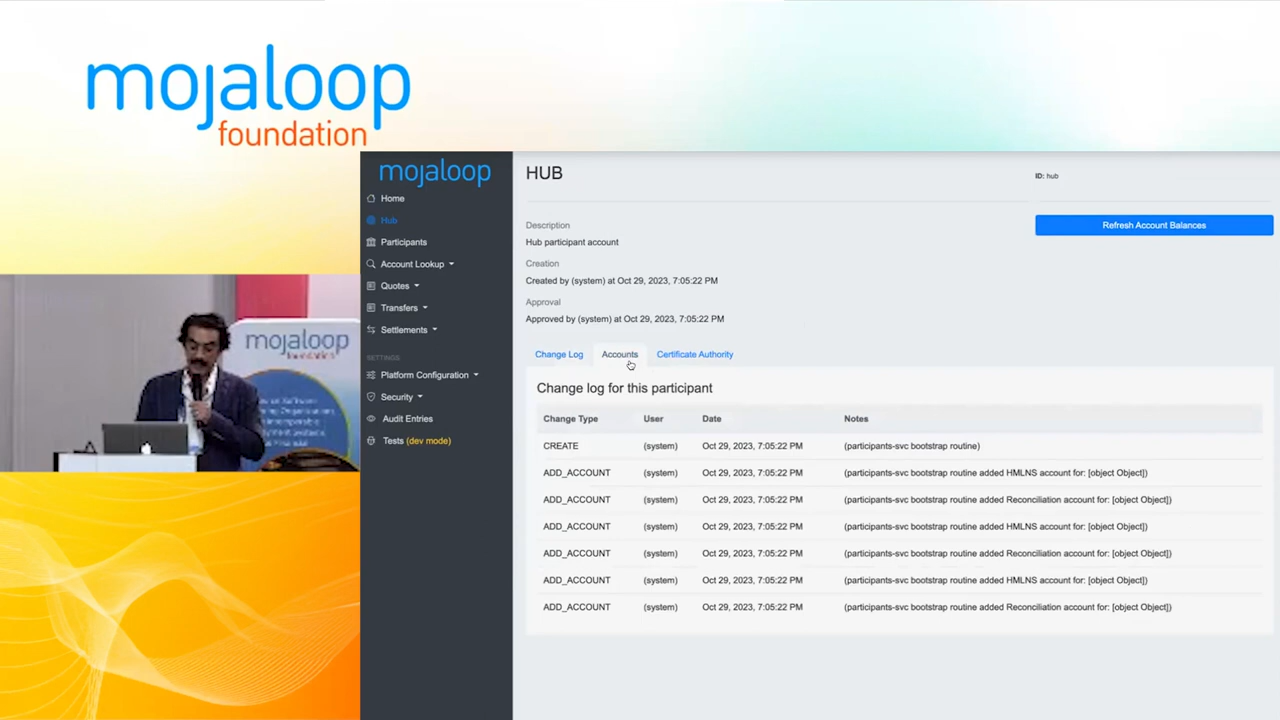 mojaloop
foundation
mojaloop
Home
Hub
Participants
Account Lookup
Quotes
Transfers
Settlements
SETTINGS
Platform Configuration
Security
Audit Entries
Tests (dev mode)
HUB
ID: hub
Refresh Account Balances
Description
Hub participant account
Creation
Created by (system) at Oct 29, 2023, 7:05:22 PM
Approval
Approved by (system) at Oct 29, 2023, 7:05:22 PM
Change Log Accounts Certificate Authority
Change log for this participant
Change Type User Date Notes
CREATE (system) Oct 29, 2023, 7:05:22 PM (participants-svc bootstrap routine)
ADD_ACCOUNT (system) Oct 29, 2023, 7:05:22 PM (participants-svc bootstrap routine added HMLNS account for: [object Object])
ADD_ACCOUNT (system) Oct 29, 2023, 7:05:22 PM (participants-svc bootstrap routine added Reconciliation account for: [object Object])
ADD_ACCOUNT (system) Oct 29, 2023, 7:05:22 PM (participants-svc bootstrap routine added HMLNS account for: [object Object])
ADD_ACCOUNT (system) Oct 29, 2023, 7:05:22 PM (participants-svc bootstrap routine added Reconciliation account for: [object Object])
ADD_ACCOUNT (system) Oct 29, 2023, 7:05:22 PM (participants-svc bootstrap routine added HMLNS account for: [object Object])
ADD_ACCOUNT (system) Oct 29, 2023, 7:05:22 PM (participants-svc bootstrap routine added Reconciliation account for: [object Object])
mojaloop
foundation